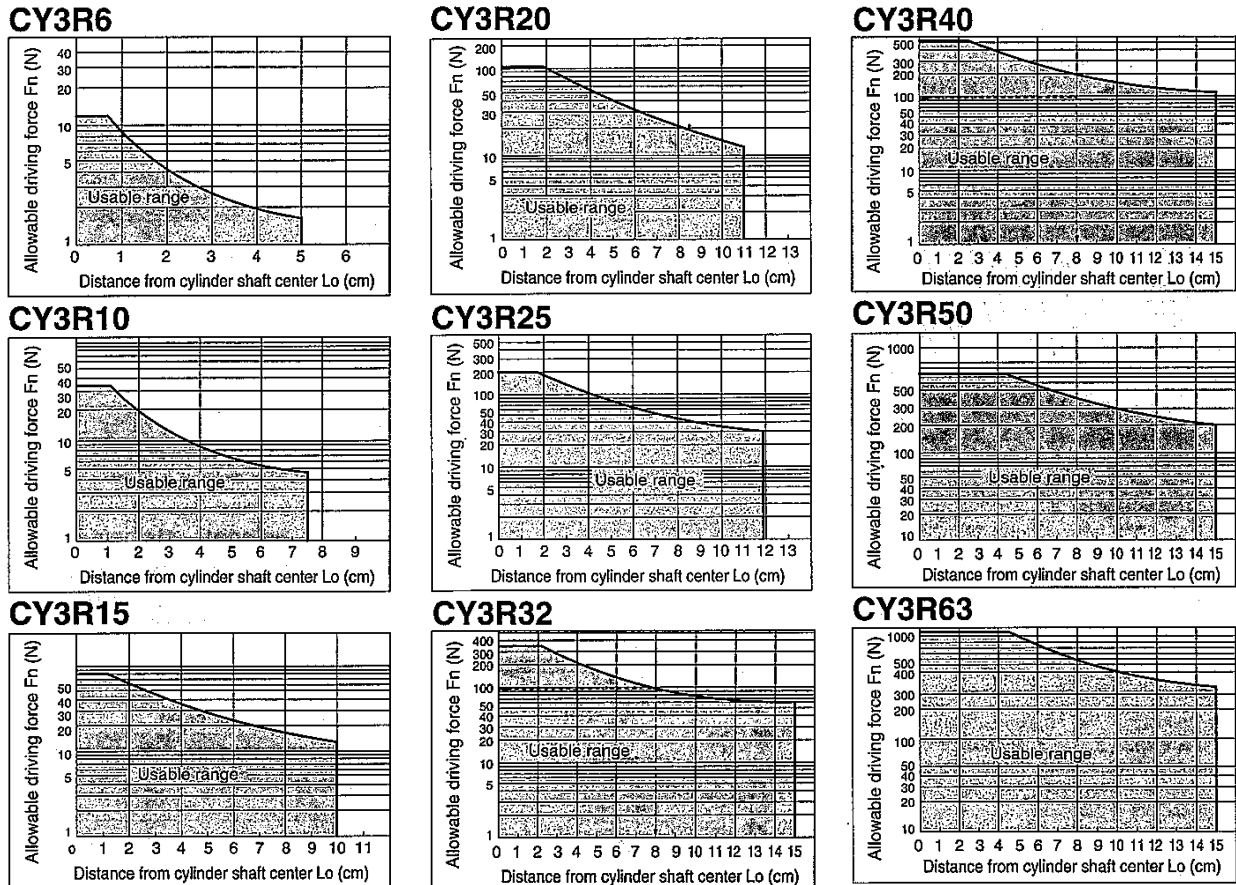 CY3R6
Allowable driving force Fn (N)
40
30
20
10
5
1
Usable range
0 1 2 3 4 5 6
Distance from cylinder shaft center Lo (cm)
CY3R20
Allowable driving force Fn (N)
200
100
50
30
10
5
1
Usable range
0 1 2 3 4 5 6 7 8 9 10 11 12 13
Distance from cylinder shaft center Lo (cm)
CY3R40
Allowable driving force Fn (N)
500
300
200
100
50
40
30
20
10
5
1
Usable range
0 1 2 3 4 5 6 7 8 9 10 11 12 13 14 15
Distance from cylinder shaft center Lo (cm)
CY3R10
Allowable driving force Fn (N)
50
40
30
20
10
5
1
Usable range
0 1 2 3 4 5 6 7 8 9
Distance from cylinder shaft center Lo (cm)
CY3R25
Allowable driving force Fn (N)
500
300
200
100
50
40
30
20
10
5
1
Usable range
0 1 2 3 4 5 6 7 8 9 10 11 12 13
Distance from cylinder shaft center Lo (cm)
CY3R50
Allowable driving force Fn (N)
1000
500
300
200
100
50
40
30
20
10
Usable range
0 1 2 3 4 5 6 7 8 9 10 11 12 13 14 15
Distance from cylinder shaft center Lo (cm)
CY3R15
Allowable driving force Fn (N)
50
40
30
20
10
5
1
Usable range
0 1 2 3 4 5 6 7 8 9 10 11
Distance from cylinder shaft center Lo (cm)
CY3R32
Allowable driving force Fn (N)
400
300
200
100
50
40
30
20
10
5
1
Usable range
0 1 2 3 4 5 6 7 8 9 10 11 12 13 14 15
Distance from cylinder shaft center Lo (cm)
CY3R63
Allowable driving force Fn (N)
1000
500
400
300
200
100
50
40
30
20
10
Usable range
0 1 2 3 4 5 6 7 8 9 10 11 12 13 14 15
Distance from cylinder shaft center Lo (cm)